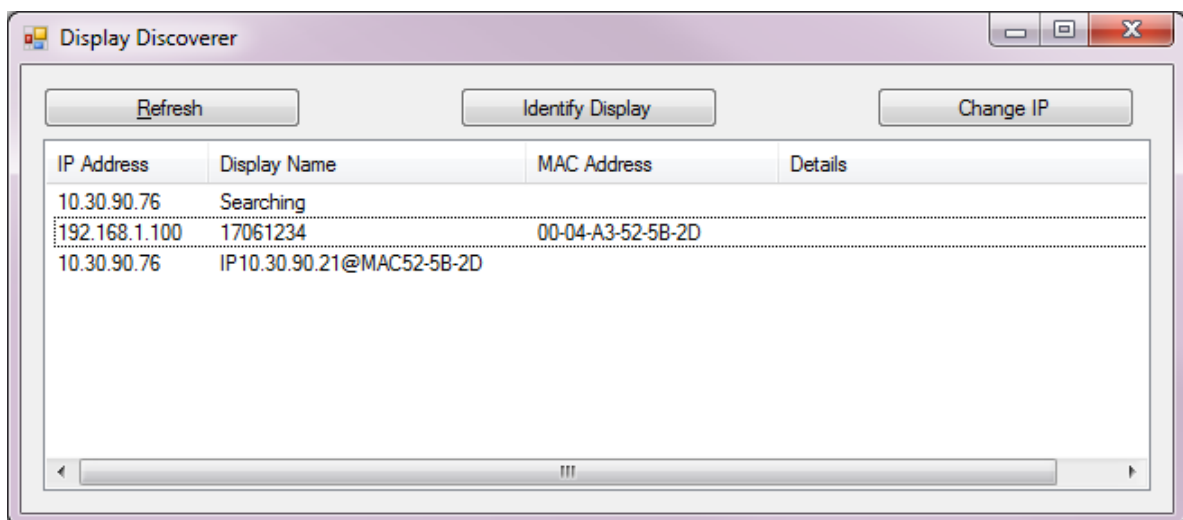 Display Discoverer
Refresh Identify Display Change IP
IP Address Display Name MAC Address Details
10.30.90.76 Searching
192.168.1.100 17061234 00-04-A3-52-5B-2D
10.30.90.76 IP10.30.90.21@MAC52-5B-2D